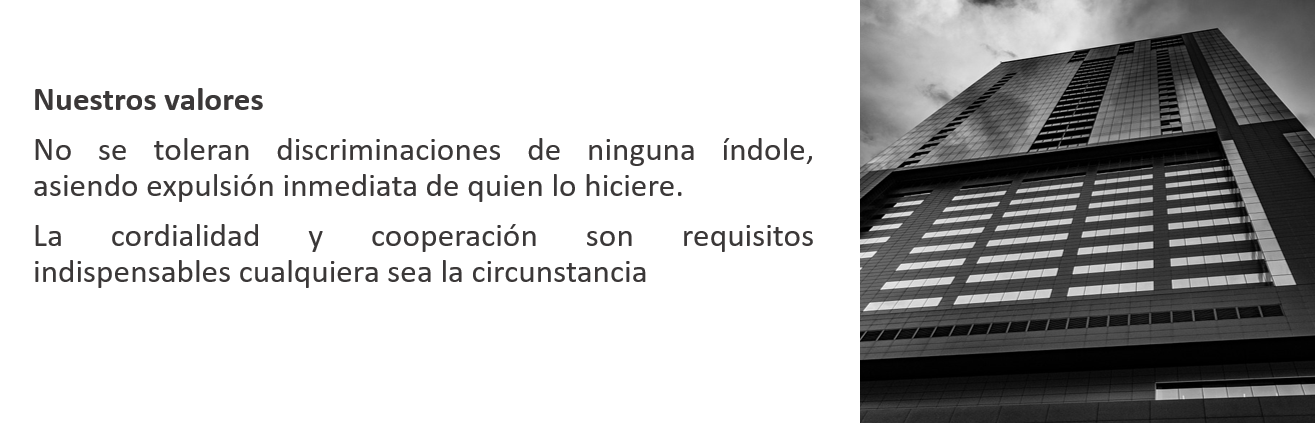 Nuestros valores
No se toleran discriminaciones de ninguna índole,
asiendo expulsión inmediata de quien lo hiciere.
La cordialidad y cooperación son requisitos
indispensables cualquiera sea la circunstancia